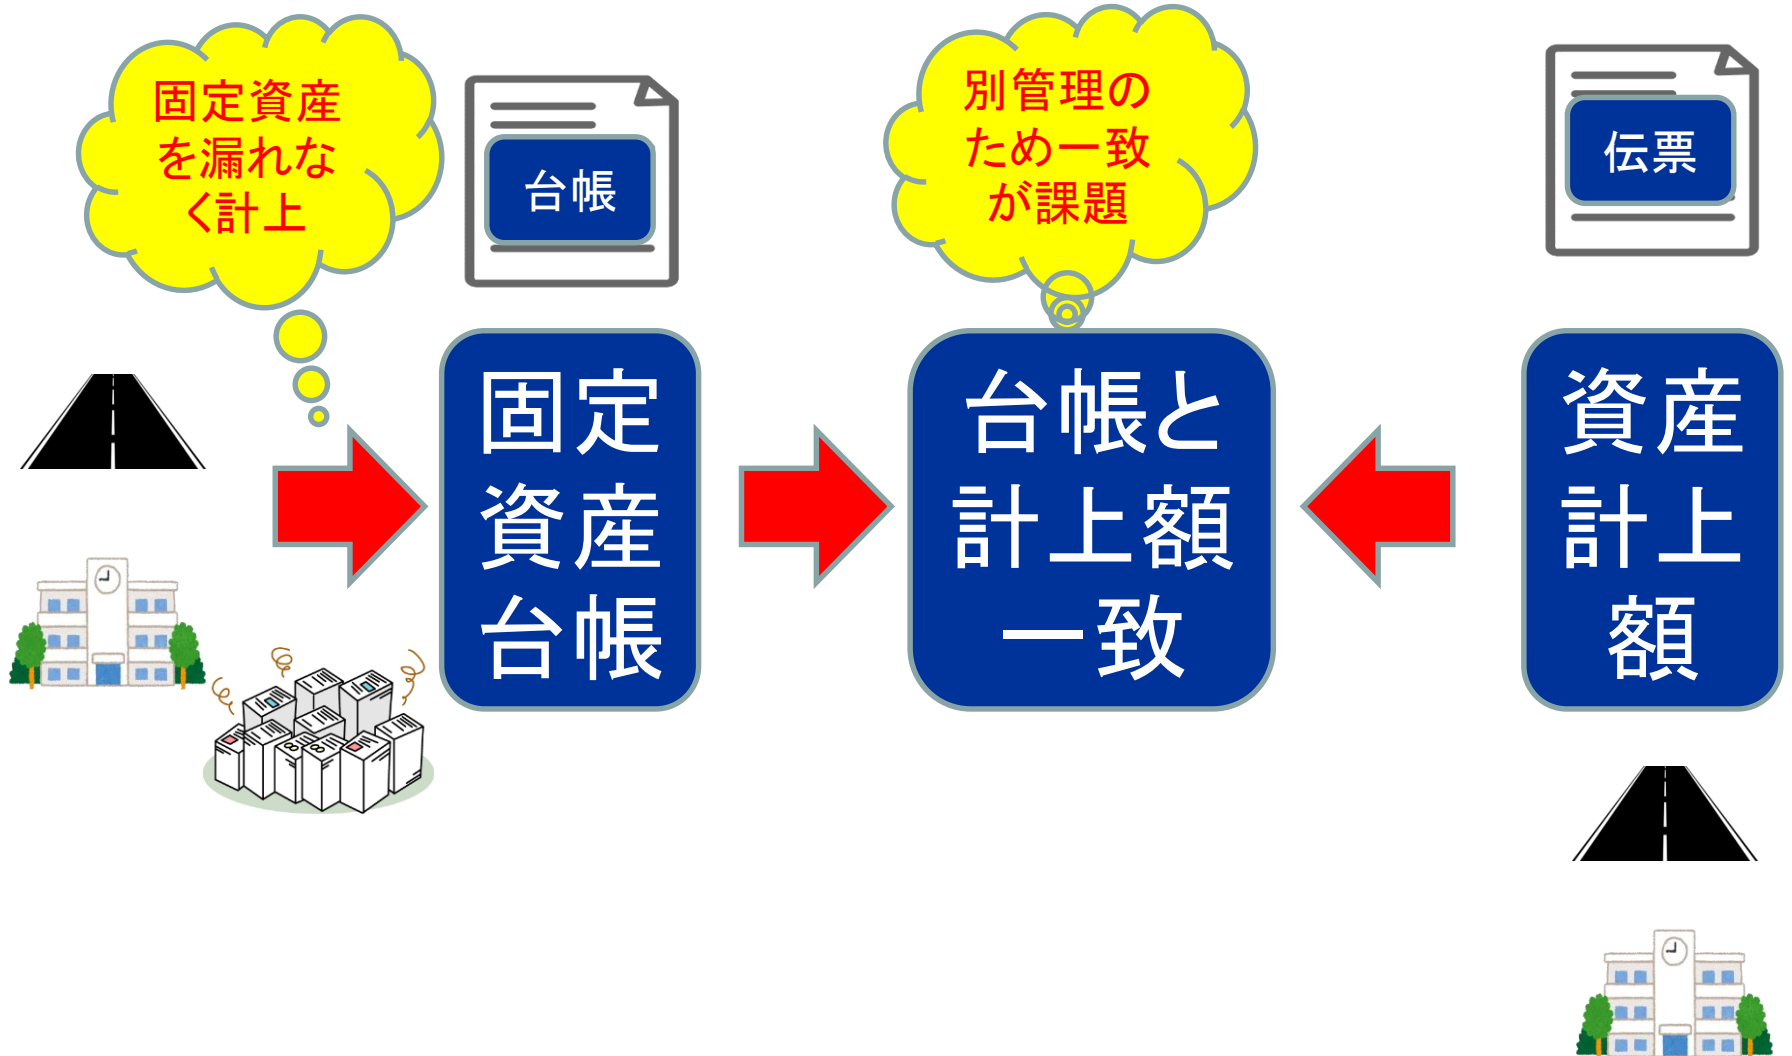 固定資産
を漏れな
く計上
台帳
別管理の
ため一致
が課題
伝票
固定
資産
台帳
台帳と
計上額
一致
資産
計上
額